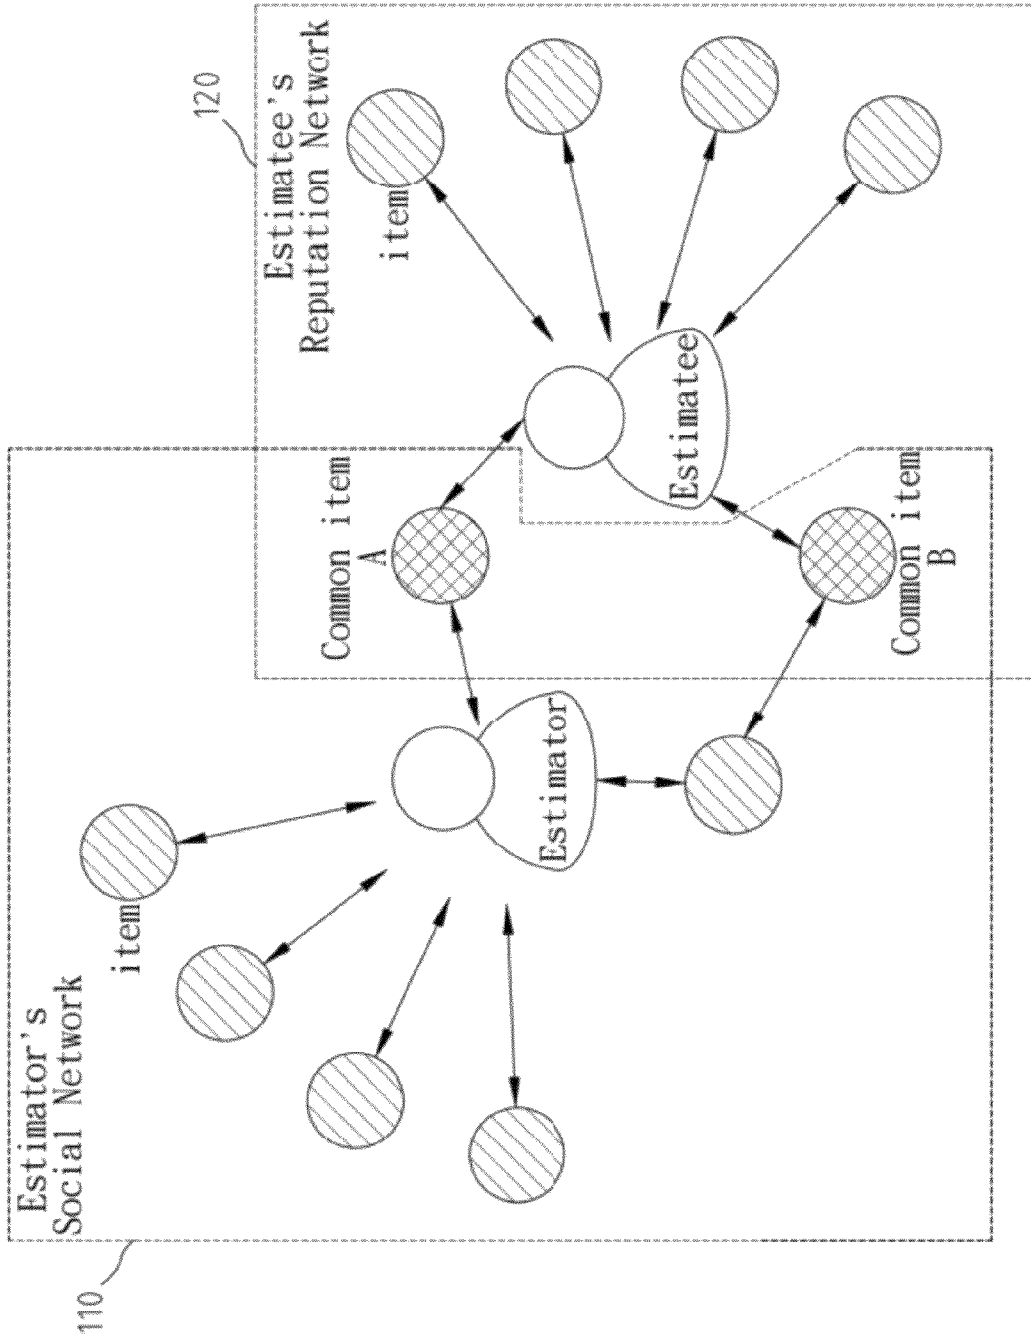 110
Estimator's
Social Network
item
Estimator
Common item
A
Common item
B
120
Estimatee's
Reputation Network
item
Estimatee